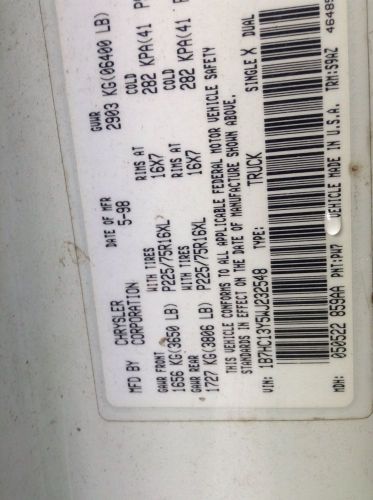 MFD BY CHRYSLER CORPORATION DATE OF MFR 5-98 GVWR 2903 KG(06400 LB)
GAWR FRONT WITH TIRES RIMS AT COLD
1656 KG(3650 LB) P225/75R16XL 16X7 282 KPA(41
GAWR REAR WITH TIRES RIMS AT COLD
1727 KG(3806 LB) P225/75R16XL 16X7 282 KPA(41
THIS VEHICLE CONFORMS TO ALL APPLICABLE FEDERAL MOTOR VEHICLE SAFETY
STANDARDS IN EFFECT ON THE DATE OF MANUFACTURE SHOWN ABOVE.
VIN: 1B7HC13Y5WJ232548 TYPE: TRUCK SINGLE X DUAL
MDH: 050522 859AA PNT:PW7 VEHICLE MADE IN U.S.A. TRM:S9AZ